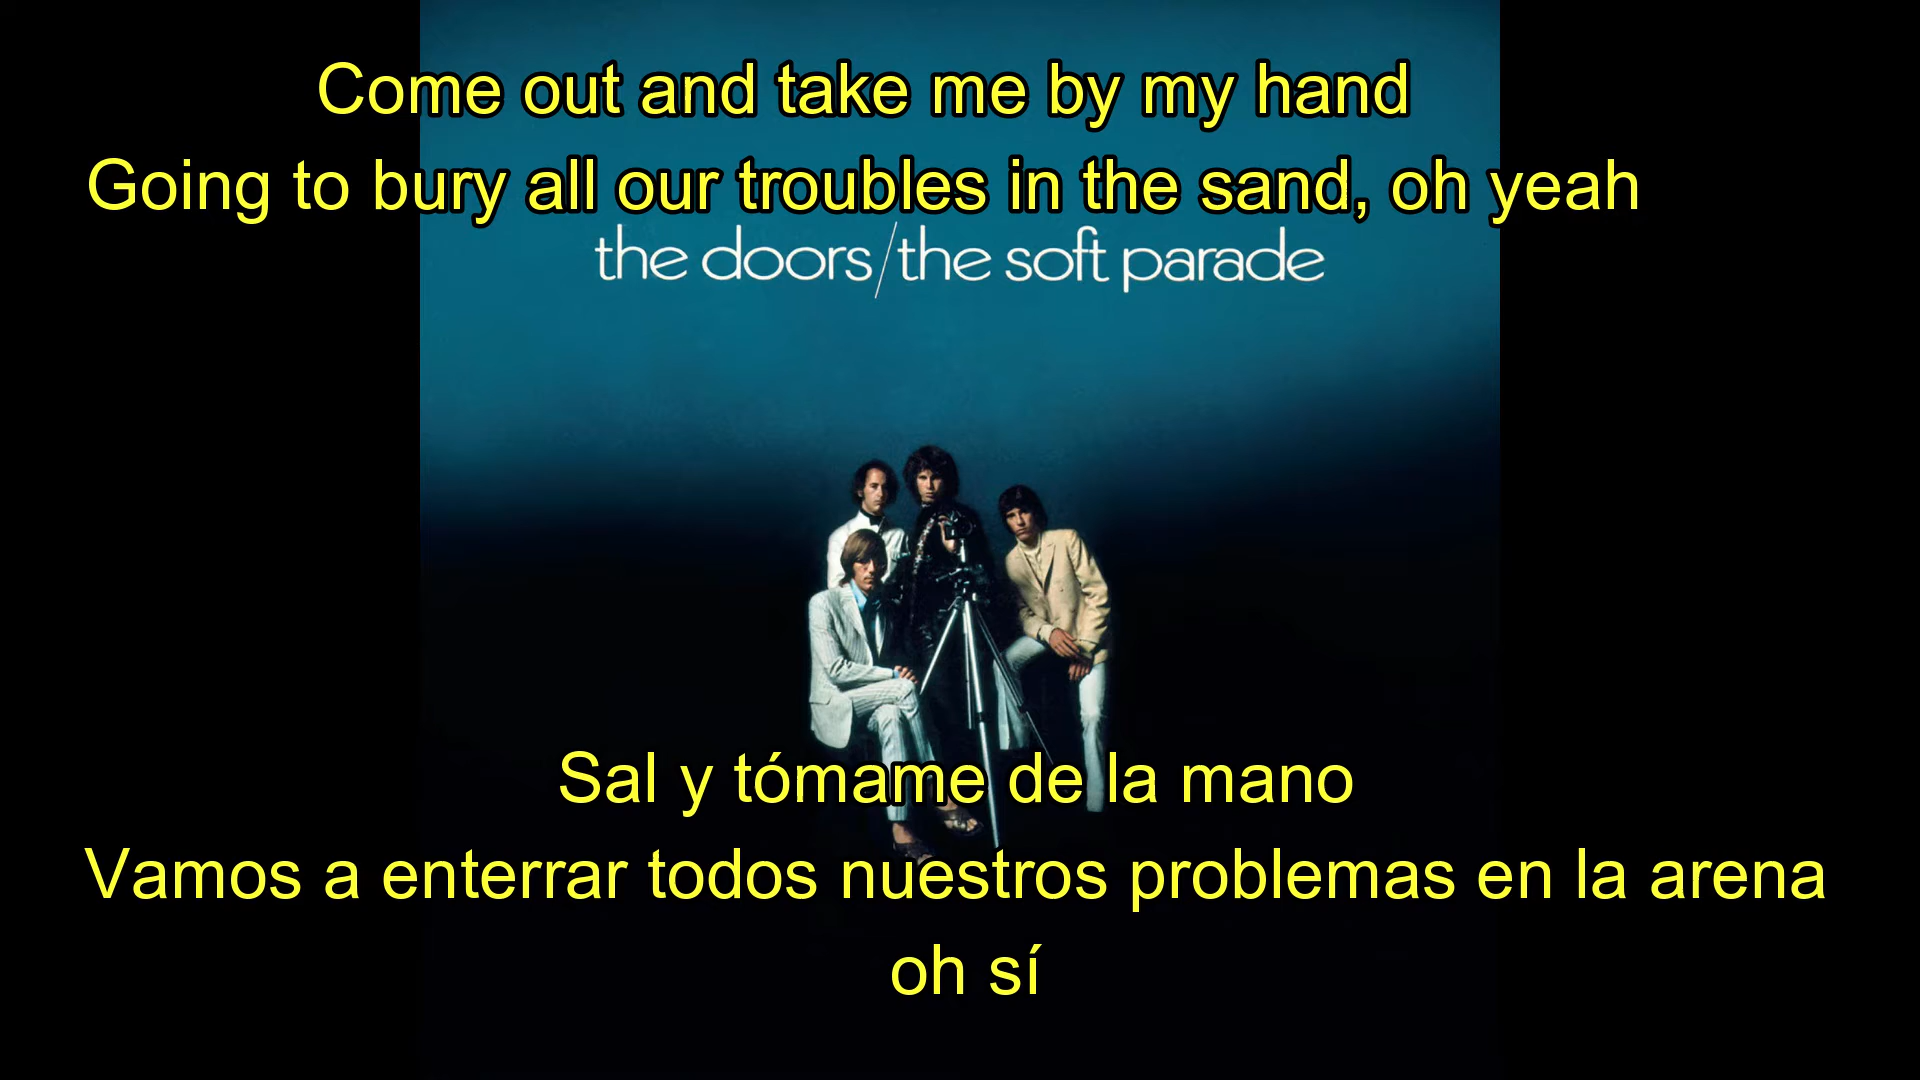 Come out and take me by my hand
Going to bury all our troubles in the sand, oh yeah
the doors/the soft parade
Sal y tómame de la mano
Vamos a enterrar todos nuestros problemas en la arena
oh sí